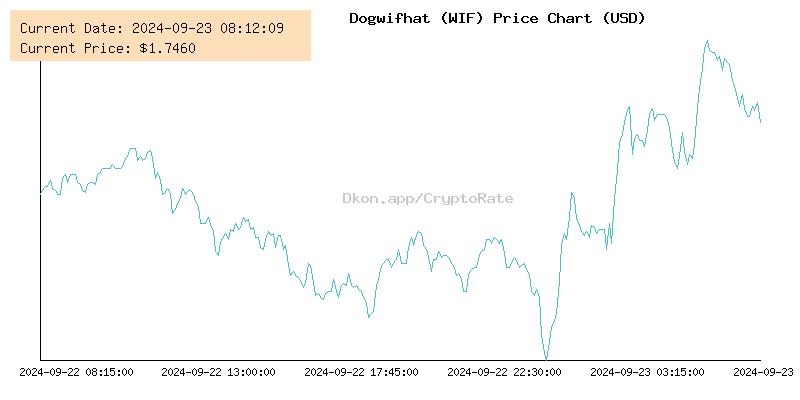 Dogwifhat (WIF) Price Chart (USD)
Current Date: 2024-09-23 08:12:09
Current Price: $1.7460
Dkon.app/CryptoRate
2024-09-22 08:15:00
2024-09-22 13:00:00
2024-09-22 17:45:00
2024-09-22 22:30:00
2024-09-23 03:15:00
2024-09-23